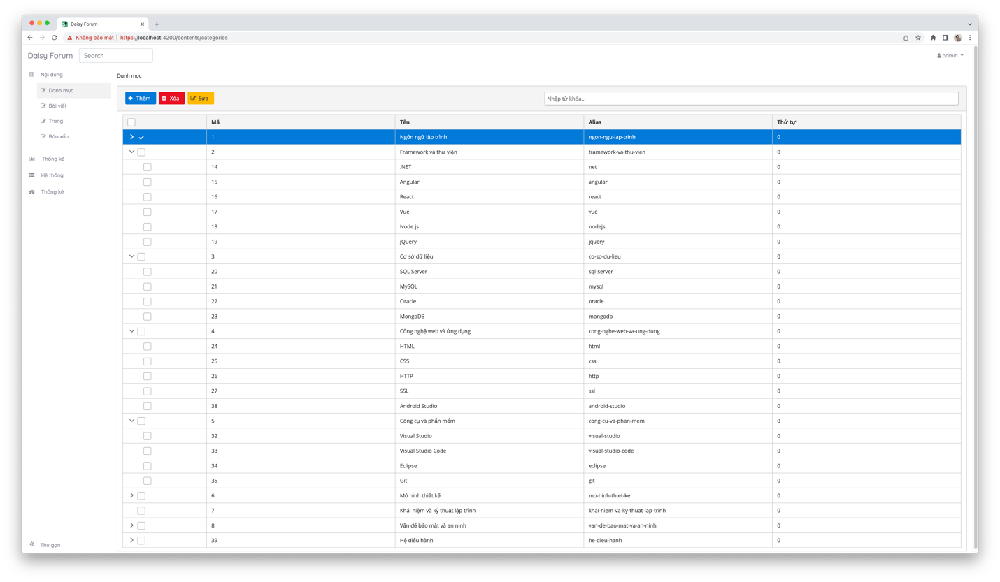 Daisy Forum
Không bảo mật
https://localhost:4200/contents/categories
Daisy Forum
Search
admin
Nội dung
Danh mục
Bài viết
Trang
Báo xấu
Thống kê
Hệ thống
Thống kê
Thu gọn
Danh mục
Thêm Xóa Sửa
Nhập từ khóa...
Mã Tên Alias Thứ tự
1 Ngôn ngữ lập trình ngon-ngu-lap-trinh 0
2 Framework và thư viện framework-va-thu-vien 0
14 .NET net 0
15 Angular angular 0
16 React react 0
17 Vue vue 0
18 Node.js nodejs 0
19 jQuery jquery 0
3 Cơ sở dữ liệu co-so-du-lieu 0
20 SQL Server sql-server 0
21 MySQL mysql 0
22 Oracle oracle 0
23 MongoDB mongodb 0
4 Công nghệ web và ứng dụng cong-nghe-web-va-ung-dung 0
24 HTML html 0
25 CSS css 0
26 HTTP http 0
27 SSL ssl 0
38 Android Studio android-studio 0
5 Công cụ và phần mềm cong-cu-va-phan-mem 0
32 Visual Studio visual-studio 0
33 Visual Studio Code visual-studio-code 0
34 Eclipse eclipse 0
35 Git git 0
6 Mô hình thiết kế mo-hinh-thiet-ke 0
7 Khái niệm và kỹ thuật lập trình khai-niem-va-ky-thuat-lap-trinh 0
8 Vấn đề bảo mật và an ninh van-de-bao-mat-va-an-ninh 0
39 Hệ điều hành he-dieu-hanh 0